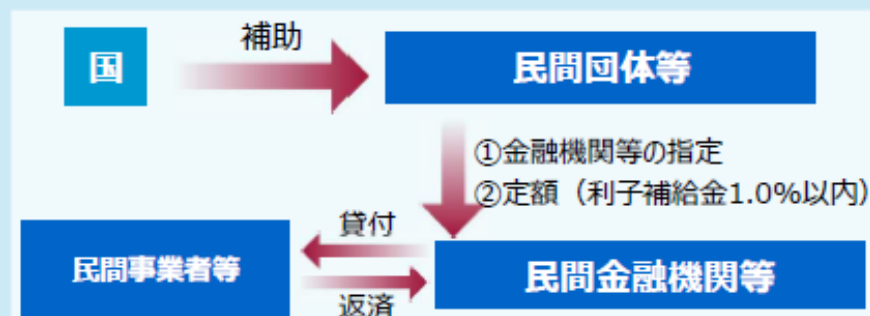 補助
国
民間団体等
①金融機関等の指定
②定額（利子補給金1.0%以内）
貸付
民間事業者等
民間金融機関等
返済